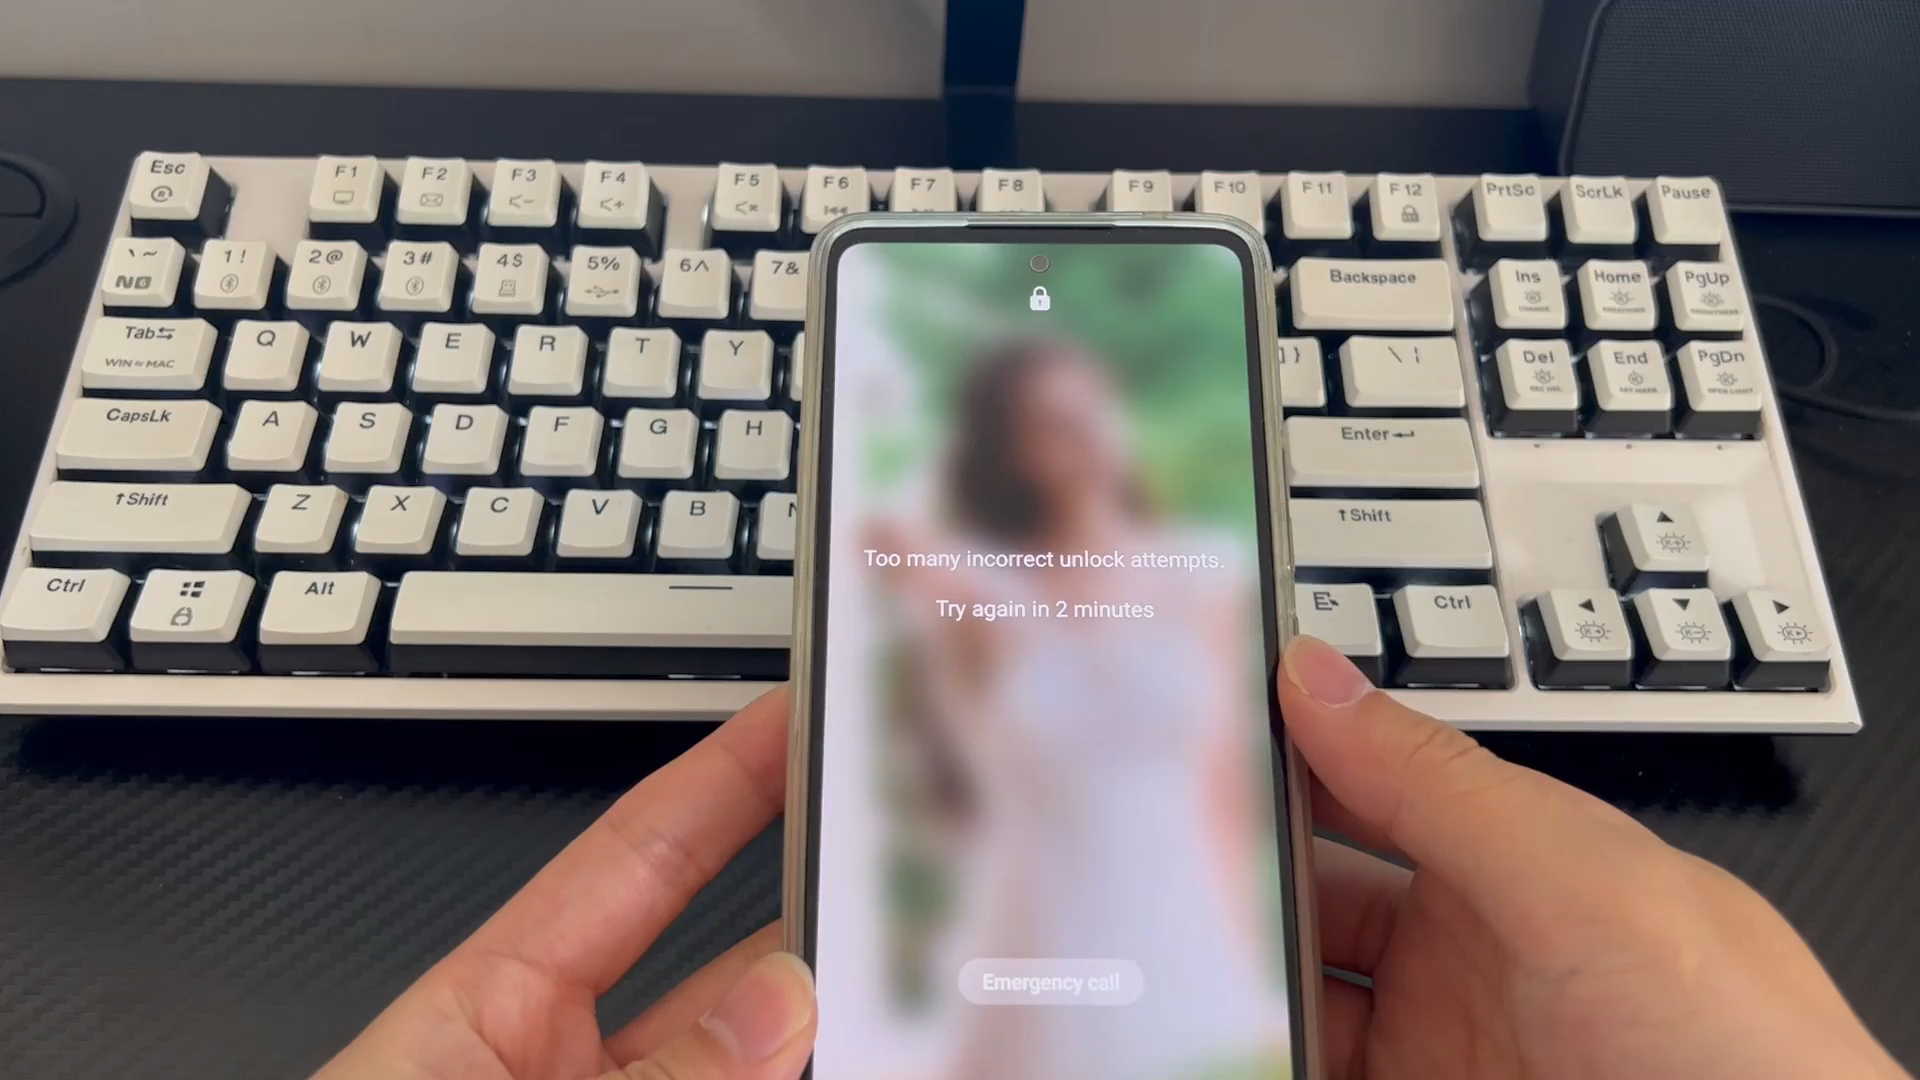 Esc F1 F2 F3 F4 F5 F6 F7 F8 F9 F10 F11 F12 PrtSc ScrLk Pause
` ~ 1 ! 2 @ 3 # 4 $ 5 % 6 ^ 7 & Backspace Ins Home PgUp
Tab Q W E R T Y ] } \ | Del End PgDn
WIN ≈ MAC
CapsLk A S D F G H Enter
↑Shift Z X C V B N ↑Shift
Ctrl Alt Ctrl
Too many incorrect unlock attempts.
Try again in 2 minutes
Emergency call